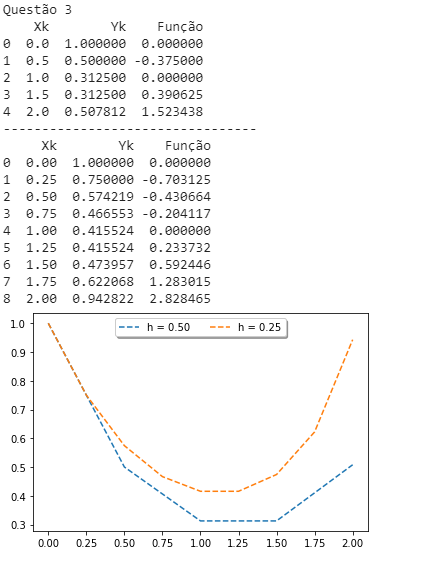 Questão 3
Xk Yk Função
0 0.0 1.000000 0.000000
1 0.5 0.500000 -0.375000
2 1.0 0.312500 0.000000
3 1.5 0.312500 0.390625
4 2.0 0.507812 1.523438
----------------------------------
Xk Yk Função
0 0.00 1.000000 0.000000
1 0.25 0.750000 -0.703125
2 0.50 0.574219 -0.430664
3 0.75 0.466553 -0.204117
4 1.00 0.415524 0.000000
5 1.25 0.415524 0.233732
6 1.50 0.473957 0.592446
7 1.75 0.622068 1.283015
8 2.00 0.942822 2.828465
h = 0.50 h = 0.25
1.0
0.9
0.8
0.7
0.6
0.5
0.4
0.3
0.00 0.25 0.50 0.75 1.00 1.25 1.50 1.75 2.00